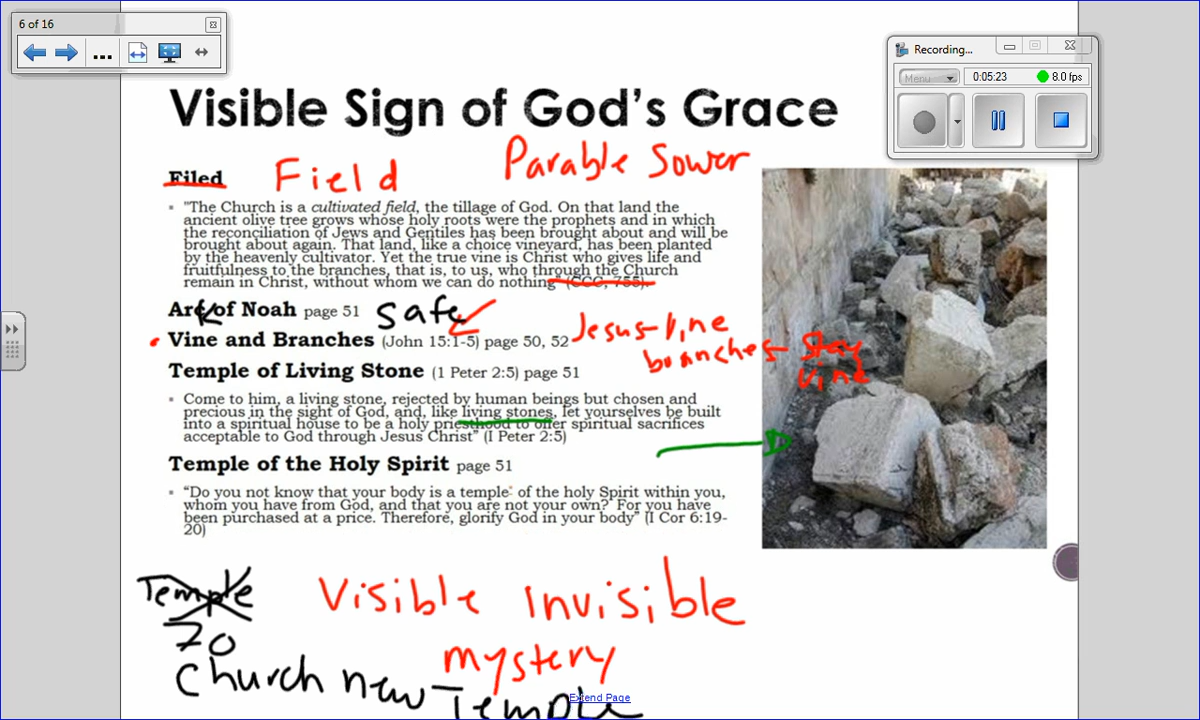 6 of 16
Recording...
Menu
0:05:23
8.0 fps
Visible Sign of God's Grace
Filed Field Parable Sower
"The Church is a cultivated field, the tillage of God. On that land the
ancient olive tree grows whose holy roots were the prophets and in which
the reconciliation of Jews and Gentiles has been brought about and will be
brought about again. That land, like a choice vineyard, has been planted
by the heavenly cultivator. Yet the true vine is Christ who gives life and
fruitfulness to the branches, that is, to us, who through the Church
remain in Christ, without whom we can do nothing" (CCC, 755).
Ark of Noah page 51 safe
Vine and Branches (John 15:1-5) page 50, 52 Jesus-vine
branches-stay
vine
Temple of Living Stone (1 Peter 2:5) page 51
Come to him, a living stone, rejected by human beings but chosen and
precious in the sight of God, and, like living stones, let yourselves be built
into a spiritual house to be a holy priesthood to offer spiritual sacrifices
acceptable to God through Jesus Christ" (I Peter 2:5)
Temple of the Holy Spirit page 51
"Do you not know that your body is a temple of the holy Spirit within you,
whom you have from God, and that you are not your own? For you have
been purchased at a price. Therefore, glorify God in your body" (I Cor 6:19-
20)
Temple Visible Invisible
70 mystery
Church new Temple
Extend Page